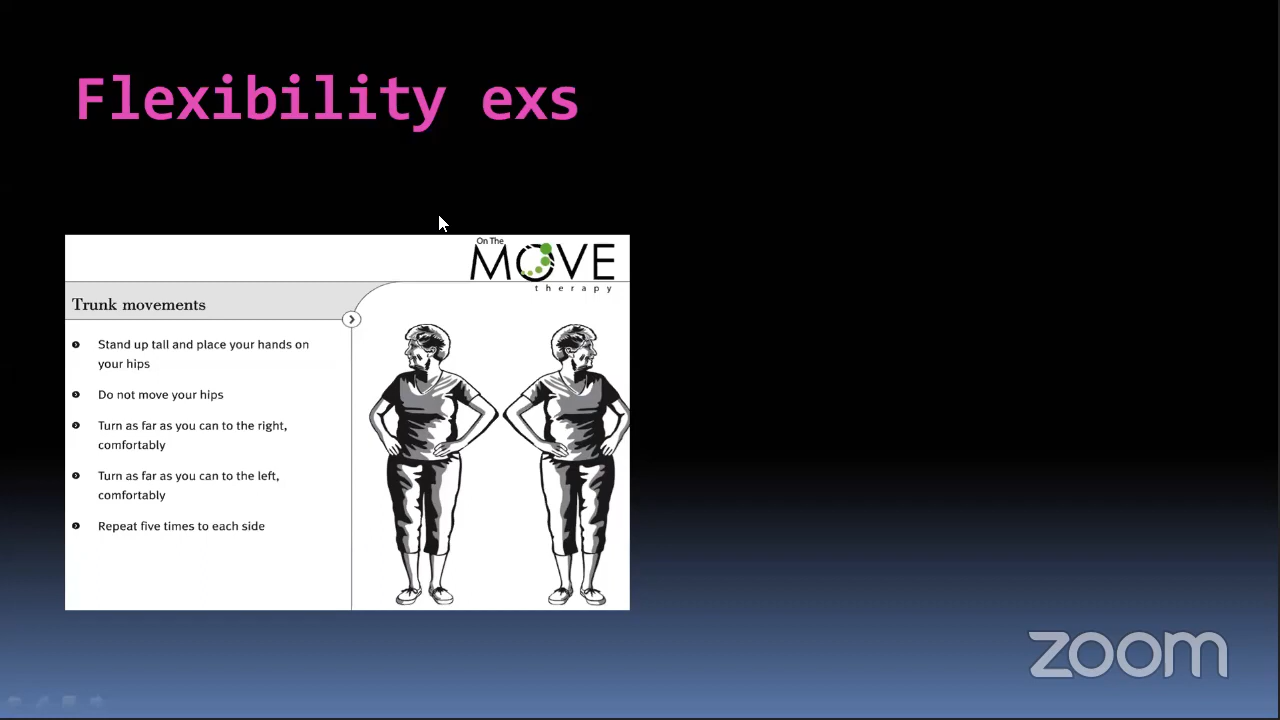 Flexibility exs
On The
MOVE
therapy
Trunk movements
Stand up tall and place your hands on
your hips
Do not move your hips
Turn as far as you can to the right,
comfortably
Turn as far as you can to the left,
comfortably
Repeat five times to each side
zoom